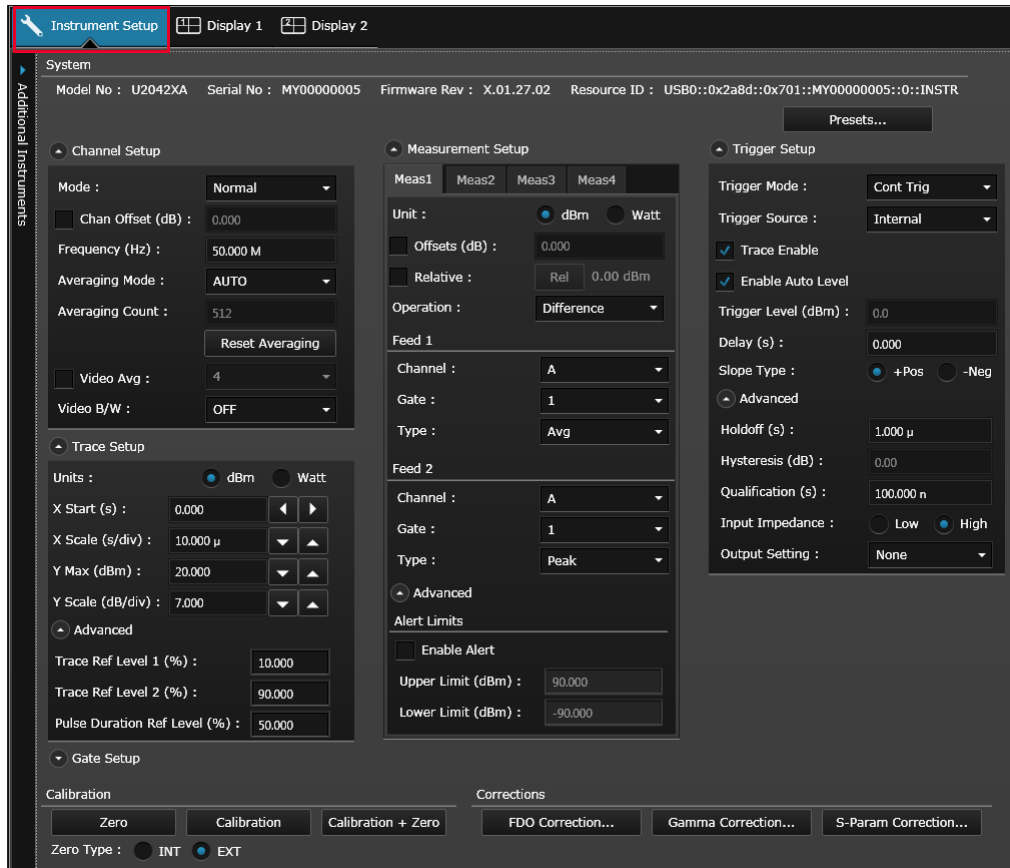 Instrument Setup
1 Display 1
2 Display 2
Additional Instruments
System
Model No : U2042XA Serial No : MY00000005 Firmware Rev : X.01.27.02 Resource ID : USB0::0x2a8d::0x701::MY00000005::0::INSTR
Presets...
Channel Setup
Mode : Normal
Chan Offset (dB) : 0.000
Frequency (Hz) : 50.000 M
Averaging Mode : AUTO
Averaging Count : 512
Reset Averaging
Video Avg : 4
Video B/W : OFF
Trace Setup
Units : dBm Watt
X Start (s) : 0.000
X Scale (s/div) : 10.000 µ
Y Max (dBm) : 20.000
Y Scale (dB/div) : 7.000
Advanced
Trace Ref Level 1 (%) : 10.000
Trace Ref Level 2 (%) : 90.000
Pulse Duration Ref Level (%) : 50.000
Gate Setup
Measurement Setup
Meas1 Meas2 Meas3 Meas4
Unit : dBm Watt
Offsets (dB) : 0.000
Relative : Rel 0.00 dBm
Operation : Difference
Feed 1
Channel : A
Gate : 1
Type : Avg
Feed 2
Channel : A
Gate : 1
Type : Peak
Advanced
Alert Limits
Enable Alert
Upper Limit (dBm) : 90.000
Lower Limit (dBm) : -90.000
Trigger Setup
Trigger Mode : Cont Trig
Trigger Source : Internal
Trace Enable
Enable Auto Level
Trigger Level (dBm) : 0.0
Delay (s) : 0.000
Slope Type : +Pos -Neg
Advanced
Holdoff (s) : 1.000 µ
Hysteresis (dB) : 0.00
Qualification (s) : 100.000 n
Input Impedance : Low High
Output Setting : None
Calibration
Zero Calibration Calibration + Zero
Zero Type : INT EXT
Corrections
FDO Correction... Gamma Correction... S-Param Correction...